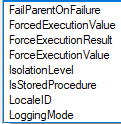 FailParentOnFailure
ForcedExecutionValue
ForceExecutionResult
ForceExecutionValue
IsolationLevel
IsStoredProcedure
LocaleID
LoggingMode